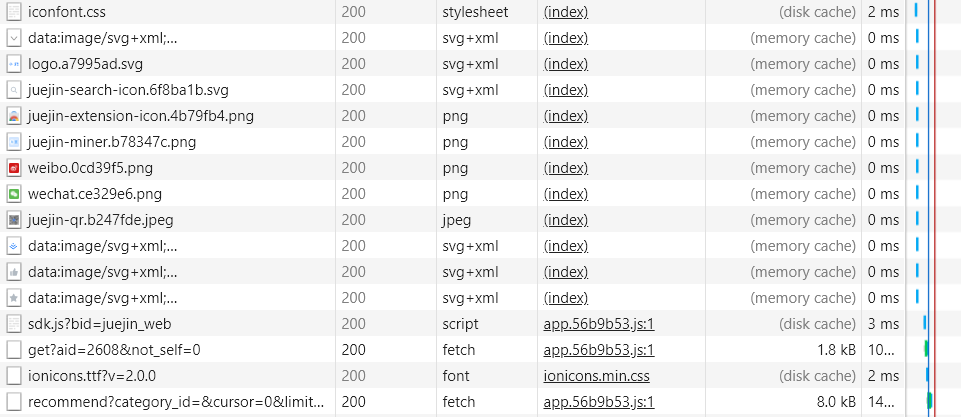 iconfont.css 200 stylesheet (index) (disk cache) 2 ms
data:image/svg+xml;... 200 svg+xml (index) (memory cache) 0 ms
logo.a7995ad.svg 200 svg+xml (index) (memory cache) 0 ms
juejin-search-icon.6f8ba1b.svg 200 svg+xml (index) (memory cache) 0 ms
juejin-extension-icon.4b79fb4.png 200 png (index) (memory cache) 0 ms
juejin-miner.b78347c.png 200 png (index) (memory cache) 0 ms
weibo.0cd39f5.png 200 png (index) (memory cache) 0 ms
wechat.ce329e6.png 200 png (index) (memory cache) 0 ms
juejin-qr.b247fde.jpeg 200 jpeg (index) (memory cache) 0 ms
data:image/svg+xml;... 200 svg+xml (index) (memory cache) 0 ms
data:image/svg+xml;... 200 svg+xml (index) (memory cache) 0 ms
data:image/svg+xml;... 200 svg+xml (index) (memory cache) 0 ms
sdk.js?bid=juejin_web 200 script app.56b9b53.js:1 (disk cache) 3 ms
get?aid=2608&not_self=0 200 fetch app.56b9b53.js:1 1.8 kB 10...
ionicons.ttf?v=2.0.0 200 font ionicons.min.css (disk cache) 2 ms
recommend?category_id=&cursor=0&limit... 200 fetch app.56b9b53.js:1 8.0 kB 14...